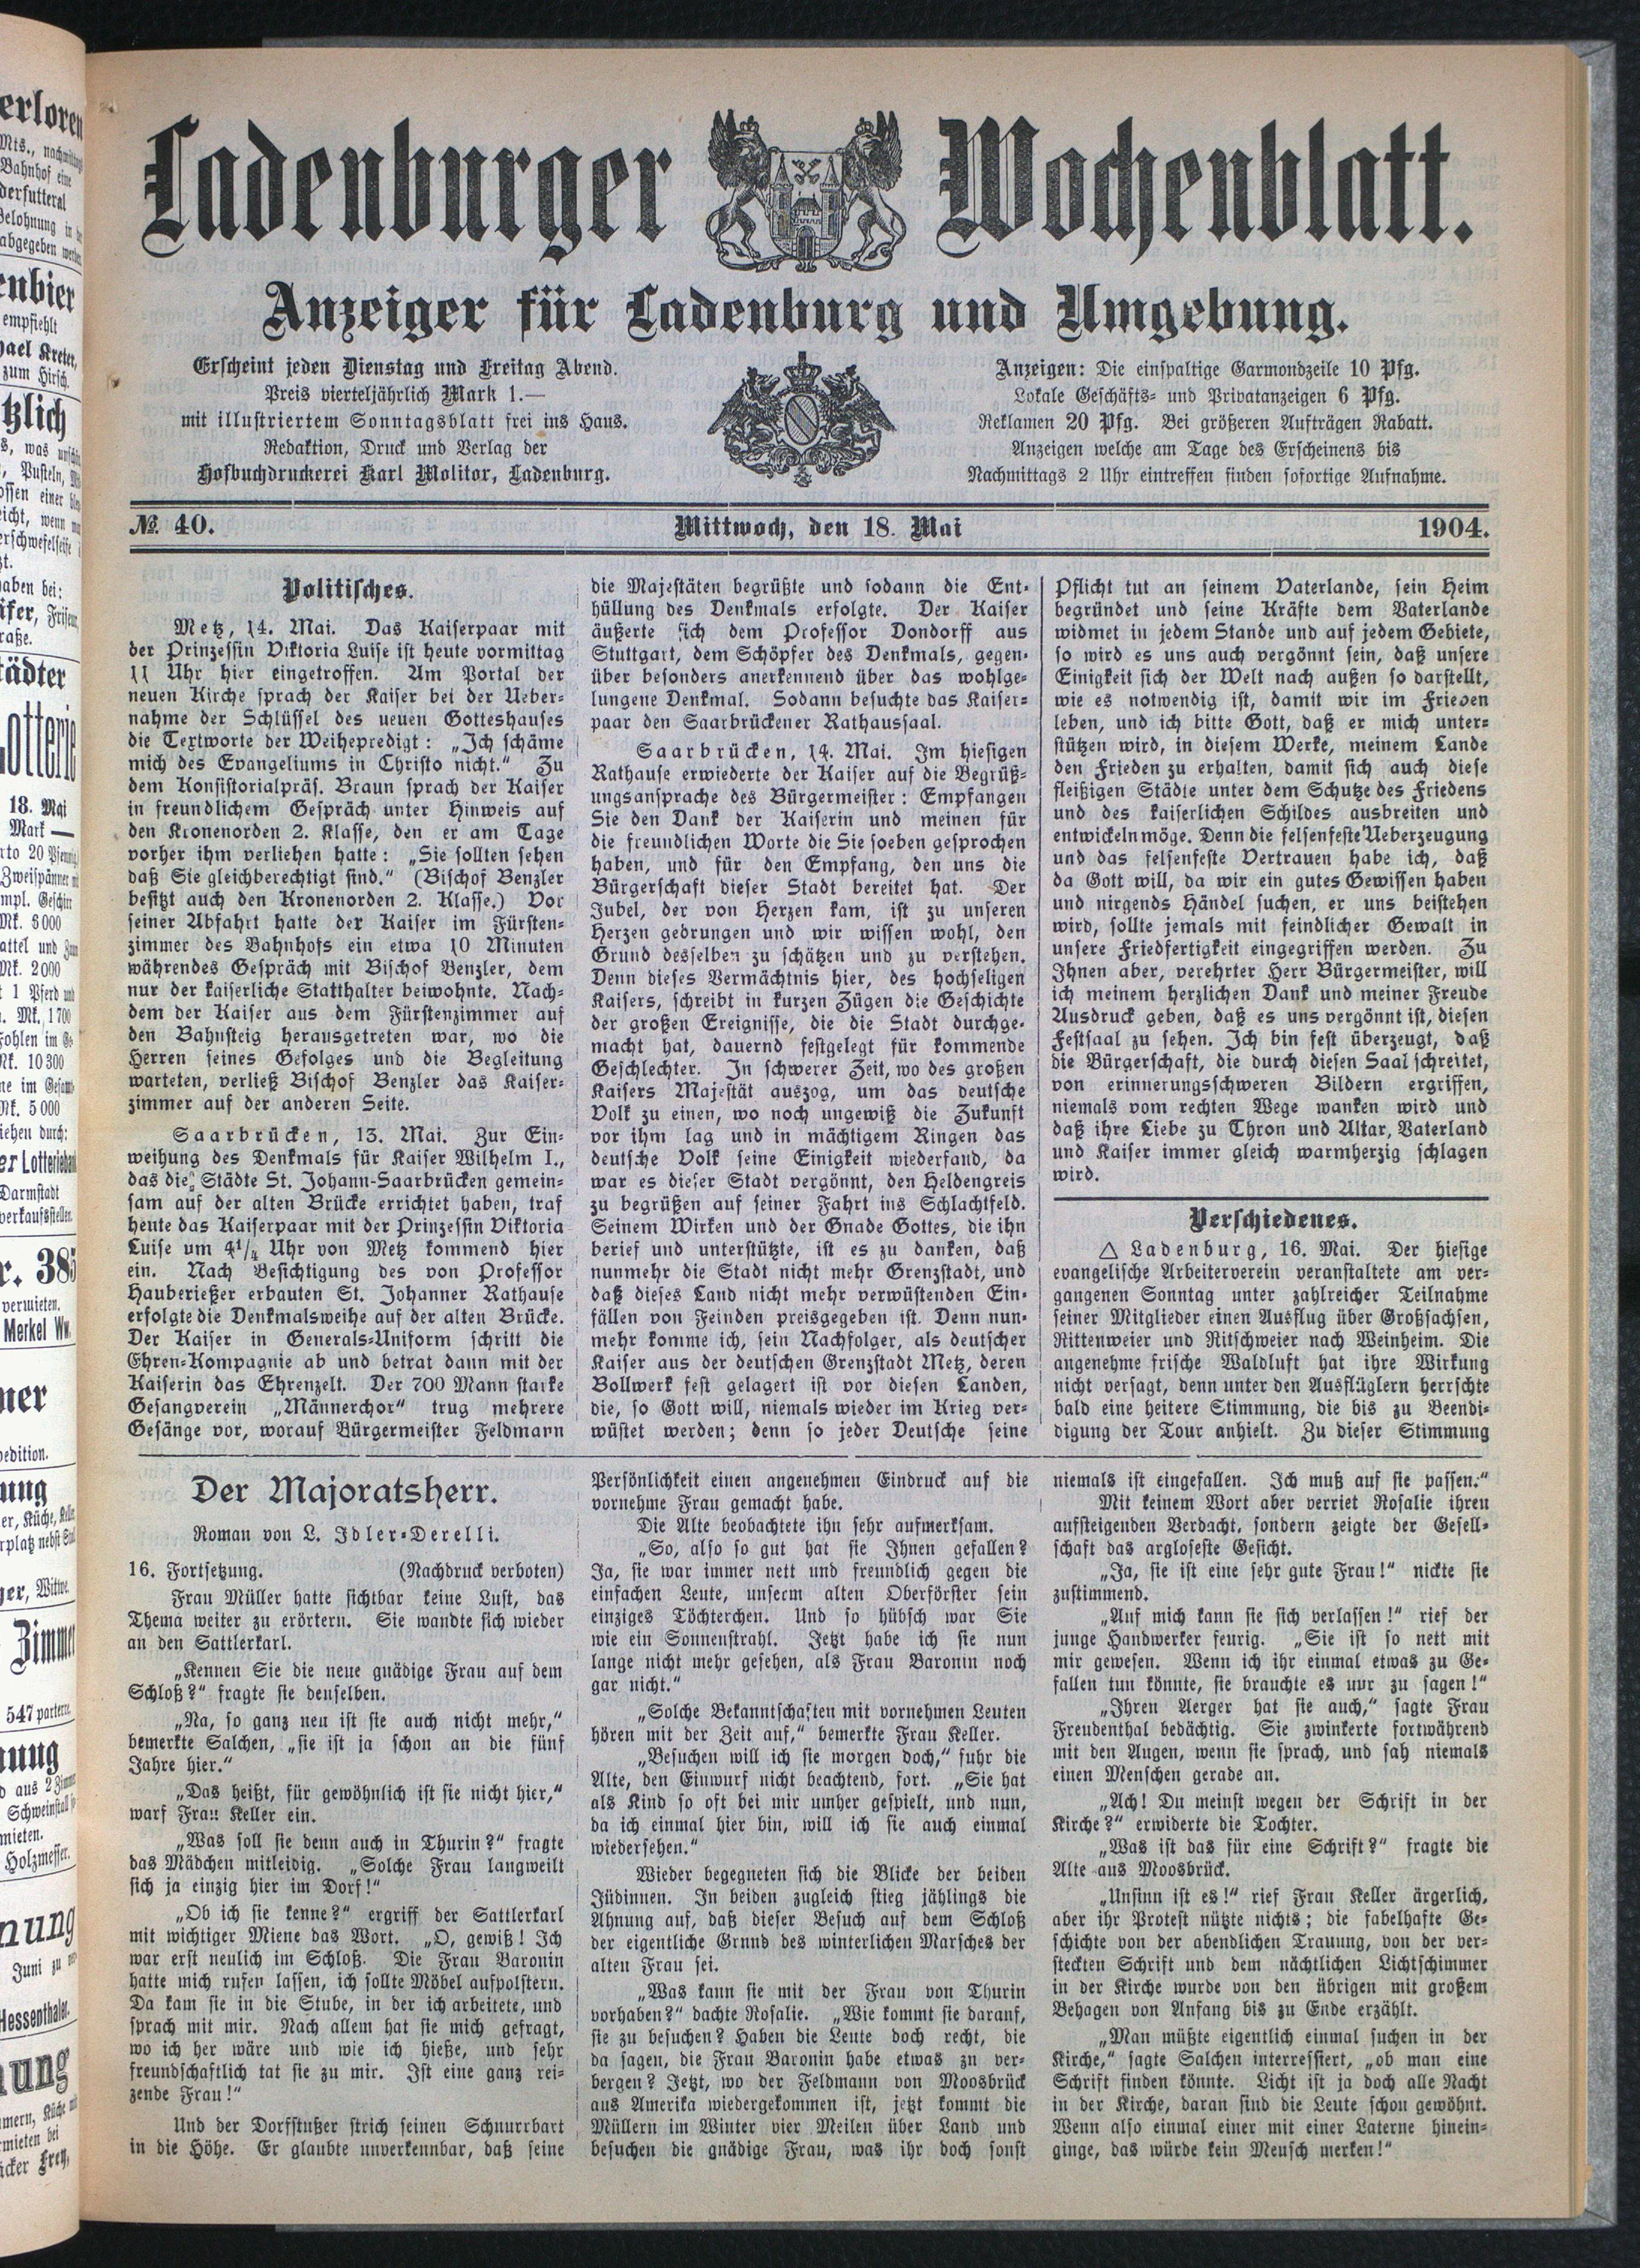 Ladenburger Wochenblatt.
Anzeiger für Ladenburg und Umgebung.
Erscheint jeden Dienstag und Freitag Abend.
Preis vierteljährlich Mark 1.—
mit illustriertem Sonntagsblatt frei ins Haus.
Redaktion, Druck und Verlag der
Hofbuchdruckerei Karl Molitor, Ladenburg.
Anzeigen: Die einspaltige Garmondzeile 10 Pfg.
Lokale Geschäfts- und Privatanzeigen 6 Pfg.
Reklamen 20 Pfg. Bei größeren Aufträgen Rabatt.
Anzeigen welche am Tage des Erscheinens bis
Nachmittags 2 Uhr eintreffen finden sofortige Aufnahme.
№. 40.
Mittwoch, den 18. Mai
1904.
Politisches.
Metz, 14. Mai. Das Kaiserpaar mit
der Prinzessin Viktoria Luise ist heute vormittag
11 Uhr hier eingetroffen. Am Portal der
neuen Kirche sprach der Kaiser bei der Ueber-
nahme der Schlüssel des neuen Gotteshauses
die Textworte der Weihepredigt: „Ich schäme
mich des Evangeliums in Christo nicht.“ Zu
dem Konsistorialpräs. Braun sprach der Kaiser
in freundlichem Gespräch unter Hinweis auf
den Kronenorden 2. Klasse, den er am Tage
vorher ihm verliehen hatte: „Sie sollten sehen
daß Sie gleichberechtigt sind.“ (Bischof Benzler
besitzt auch den Kronenorden 2. Klasse.) Vor
seiner Abfahrt hatte der Kaiser im Fürsten-
zimmer des Bahnhofs ein etwa 10 Minuten
währendes Gespräch mit Bischof Benzler, dem
nur der kaiserliche Statthalter beiwohnte. Nach-
dem der Kaiser aus dem Fürstenzimmer auf
den Bahnsteig herausgetreten war, wo die
Herren seines Gefolges und die Begleitung
warteten, verließ Bischof Benzler das Kaiser-
zimmer auf der anderen Seite.
Saarbrücken, 13. Mai. Zur Ein-
weihung des Denkmals für Kaiser Wilhelm I.,
das die Städte St. Johann-Saarbrücken gemein-
sam auf der alten Brücke errichtet haben, traf
heute das Kaiserpaar mit der Prinzessin Viktoria
Luise um 4¼ Uhr von Metz kommend hier
ein. Nach Besichtigung des von Professor
Hauberießer erbauten St. Johanner Rathause
erfolgte die Denkmalsweihe auf der alten Brücke.
Der Kaiser in Generals-Uniform schritt die
Ehren-Kompagnie ab und betrat dann mit der
Kaiserin das Ehrenzelt. Der 700 Mann starke
Gesangverein „Männerchor“ trug mehrere
Gesänge vor, worauf Bürgermeister Feldmann
die Majestäten begrüßte und sodann die Ent-
hüllung des Denkmals erfolgte. Der Kaiser
äußerte sich dem Professor Dondorff aus
Stuttgart, dem Schöpfer des Denkmals, gegen-
über besonders anerkennend über das wohlge-
lungene Denkmal. Sodann besuchte das Kaiser-
paar den Saarbrückener Rathaussaal.
Saarbrücken, 14. Mai. Im hiesigen
Rathause erwiederte der Kaiser auf die Begrüß-
ungsansprache des Bürgermeister: Empfangen
Sie den Dank der Kaiserin und meinen für
die freundlichen Worte die Sie soeben gesprochen
haben, und für den Empfang, den uns die
Bürgerschaft dieser Stadt bereitet hat. Der
Jubel, der von Herzen kam, ist zu unseren
Herzen gedrungen und wir wissen wohl, den
Grund desselben zu schätzen und zu verstehen.
Denn dieses Vermächtnis hier, des hochseligen
Kaisers, schreibt in kurzen Zügen die Geschichte
der großen Ereignisse, die die Stadt durchge-
macht hat, dauernd festgelegt für kommende
Geschlechter. In schwerer Zeit, wo des großen
Kaisers Majestät auszog, um das deutsche
Volk zu einen, wo noch ungewiß die Zukunft
vor ihm lag und in mächtigem Ringen das
deutsche Volk seine Einigkeit wiederfand, da
war es dieser Stadt vergönnt, den Heldengreis
zu begrüßen auf seiner Fahrt ins Schlachtfeld.
Seinem Wirken und der Gnade Gottes, die ihn
berief und unterstützte, ist es zu danken, daß
nunmehr die Stadt nicht mehr Grenzstadt, und
daß dieses Land nicht mehr verwüstenden Ein-
fällen von Feinden preisgegeben ist. Denn nun-
mehr komme ich, sein Nachfolger, als deutscher
Kaiser aus der deutschen Grenzstadt Metz, deren
Bollwerk fest gelagert ist vor diesen Landen,
die, so Gott will, niemals wieder im Krieg ver-
wüstet werden; denn so jeder Deutsche seine
Pflicht tut an seinem Vaterlande, sein Heim
begründet und seine Kräfte dem Vaterlande
widmet in jedem Stande und auf jedem Gebiete,
so wird es uns auch vergönnt sein, daß unsere
Einigkeit sich der Welt nach außen so darstellt,
wie es notwendig ist, damit wir im Frieden
leben, und ich bitte Gott, daß er mich unter-
stützen wird, in diesem Werke, meinem Lande
den Frieden zu erhalten, damit sich auch diese
fleißigen Städte unter dem Schutze des Friedens
und des kaiserlichen Schildes ausbreiten und
entwickeln möge. Denn die felsenfeste Ueberzeugung
und das felsenfeste Vertrauen habe ich, daß
da Gott will, da wir ein gutes Gewissen haben
und nirgends Händel suchen, er uns beistehen
wird, sollte jemals mit feindlicher Gewalt in
unsere Friedfertigkeit eingegriffen werden. Zu
Ihnen aber, verehrter Herr Bürgermeister, will
ich meinem herzlichen Dank und meiner Freude
Ausdruck geben, daß es uns vergönnt ist, diesen
Festsaal zu sehen. Ich bin fest überzeugt, daß
die Bürgerschaft, die durch diesen Saal schreitet,
von erinnerungsschweren Bildern ergriffen,
niemals vom rechten Wege wanken wird und
daß ihre Liebe zu Thron und Altar, Vaterland
und Kaiser immer gleich warmherzig schlagen
wird.
Verschiedenes.
△ Ladenburg, 16. Mai. Der hiesige
evangelische Arbeiterverein veranstaltete am ver-
gangenen Sonntag unter zahlreicher Teilnahme
seiner Mitglieder einen Ausflug über Großsachsen,
Rittenweier und Ritschweier nach Weinheim. Die
angenehme frische Waldluft hat ihre Wirkung
nicht versagt, denn unter den Ausflüglern herrschte
bald eine heitere Stimmung, die bis zu Beendi-
digung der Tour anhielt. Zu dieser Stimmung
Der Majoratsherr.
Roman von L. Idler-Derelli.
16. Fortsetzung. (Nachdruck verboten)
Frau Müller hatte sichtbar keine Lust, das
Thema weiter zu erörtern. Sie wandte sich wieder
an den Sattlerkarl.
„Kennen Sie die neue gnädige Frau auf dem
Schloß?“ fragte sie denselben.
„Na, so ganz neu ist sie auch nicht mehr,“
bemerkte Salchen, „sie ist ja schon an die fünf
Jahre hier.“
„Das heißt, für gewöhnlich ist sie nicht hier,“
warf Frau Keller ein.
„Was soll sie denn auch in Thurin?“ fragte
das Mädchen mitleidig. „Solche Frau langweilt
sich ja einzig hier im Dorf!“
„Ob ich sie kenne?“ ergriff der Sattlerkarl
mit wichtiger Miene das Wort. „O, gewiß! Ich
war erst neulich im Schloß. Die Frau Baronin
hatte mich rufen lassen, ich sollte Möbel aufpolstern.
Da kam sie in die Stube, in der ich arbeitete, und
sprach mit mir. Nach allem hat sie mich gefragt,
wo ich her wäre und wie ich hieße, und sehr
freundschaftlich tat sie zu mir. Ist eine ganz rei-
zende Frau!“
Und der Dorfstutzer strich seinen Schnurrbart
in die Höhe. Er glaubte unverkennbar, daß seine
Persönlichkeit einen angenehmen Eindruck auf die
vornehme Frau gemacht habe.
Die Alte beobachtete ihn sehr aufmerksam.
„So, also so gut hat sie Ihnen gefallen?
Ja, sie war immer nett und freundlich gegen die
einfachen Leute, unserm alten Oberförster sein
einziges Töchterchen. Und so hübsch war Sie
wie ein Sonnenstrahl. Jetzt habe ich sie nun
lange nicht mehr gesehen, als Frau Baronin noch
gar nicht.“
„Solche Bekanntschaften mit vornehmen Leuten
hören mit der Zeit auf,“ bemerkte Frau Keller.
„Besuchen will ich sie morgen doch,“ fuhr die
Alte, den Einwurf nicht beachtend, fort. „Sie hat
als Kind so oft bei mir umher gespielt, und nun,
da ich einmal hier bin, will ich sie auch einmal
wiedersehen.“
Wieder begegneten sich die Blicke der beiden
Jüdinnen. In beiden zugleich stieg jählings die
Ahnung auf, daß dieser Besuch auf dem Schloß
der eigentliche Grund des winterlichen Marsches der
alten Frau sei.
„Was kann sie mit der Frau von Thurin
vorhaben?“ dachte Rosalie. „Wie kommt sie darauf,
sie zu besuchen? Haben die Leute doch recht, die
da sagen, die Frau Baronin habe etwas zu ver-
bergen? Jetzt, wo der Feldmann von Moosbrück
aus Amerika wiedergekommen ist, jetzt kommt die
Müllern im Winter vier Meilen über Land und
besuchen die gnädige Frau, was ihr doch sonst
niemals ist eingefallen. Ich muß auf sie passen.“
Mit keinem Wort aber verriet Rosalie ihren
aufsteigenden Verdacht, sondern zeigte der Gesell-
schaft das argloseste Gesicht.
„Ja, sie ist eine sehr gute Frau!“ nickte sie
zustimmend.
„Auf mich kann sie sich verlassen!“ rief der
junge Handwerker feurig. „Sie ist so nett mit
mir gewesen. Wenn ich ihr einmal etwas zu Ge-
fallen tun könnte, sie brauchte es nur zu sagen!“
„Ihren Aerger hat sie auch,“ sagte Frau
Freudenthal bedächtig. Sie zwinkerte fortwährend
mit den Augen, wenn sie sprach, und sah niemals
einen Menschen gerade an.
„Ach! Du meinst wegen der Schrift in der
Kirche?“ erwiderte die Tochter.
„Was ist das für eine Schrift?“ fragte die
Alte aus Moosbrück.
„Unsinn ist es!“ rief Frau Keller ärgerlich,
aber ihr Protest nützte nichts; die fabelhafte Ge-
schichte von der abendlichen Trauung, von der ver-
steckten Schrift und dem nächtlichen Lichtschimmer
in der Kirche wurde von den übrigen mit großem
Behagen von Anfang bis zu Ende erzählt.
„Man müßte eigentlich einmal suchen in der
Kirche,“ sagte Salchen interressiert, „ob man eine
Schrift finden könnte. Licht ist ja doch alle Nacht
in der Kirche, daran sind die Leute schon gewöhnt.
Wenn also einmal einer mit einer Laterne hinein-
ginge, das würde kein Mensch merken!“